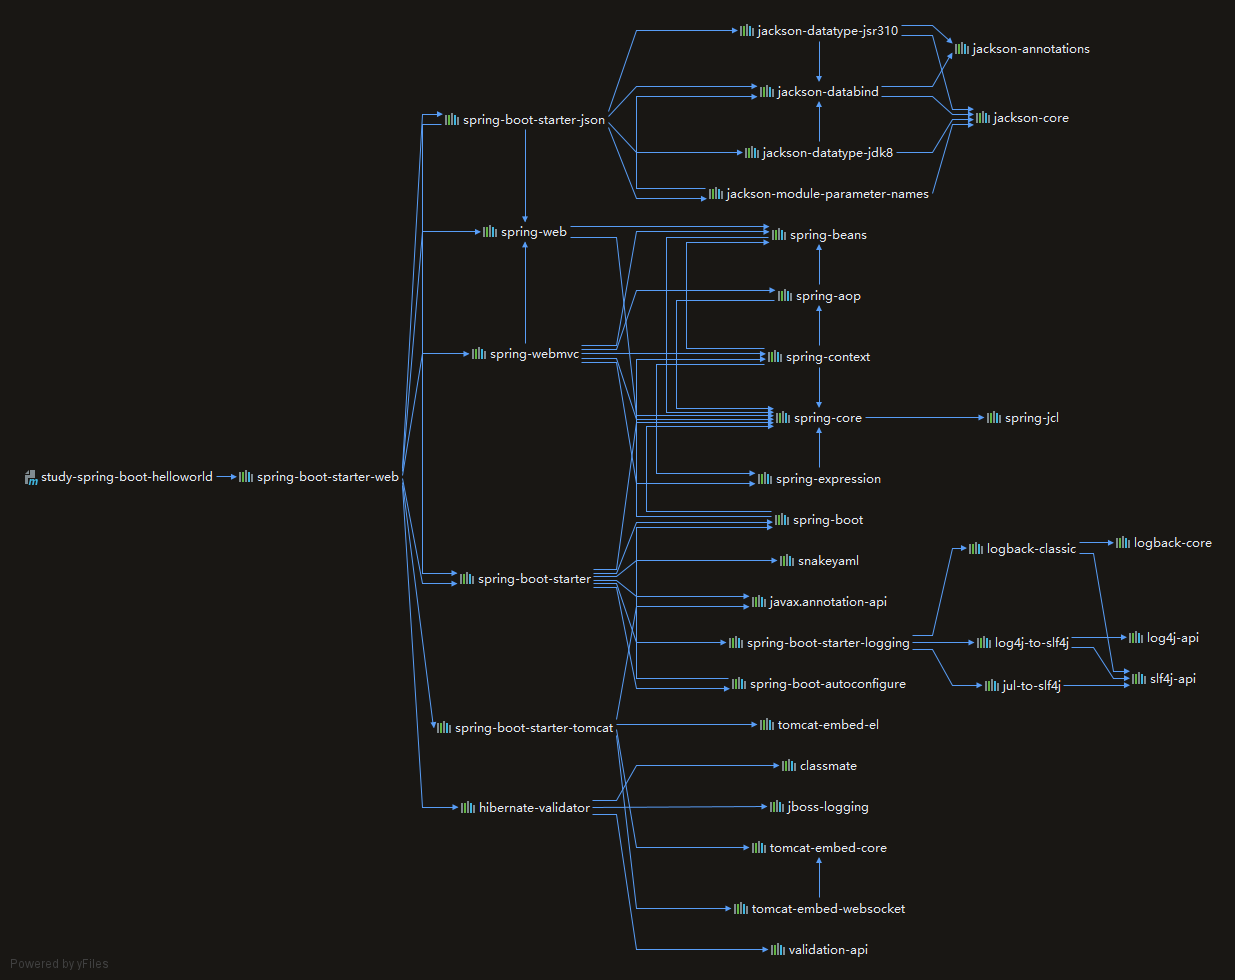 jackson-datatype-jsr310
jackson-annotations
jackson-databind
jackson-core
spring-boot-starter-json
jackson-datatype-jdk8
jackson-module-parameter-names
spring-web
spring-beans
spring-aop
spring-webmvc
spring-context
spring-core
spring-jcl
study-spring-boot-helloworld
spring-boot-starter-web
spring-expression
spring-boot
logback-classic
logback-core
snakeyaml
spring-boot-starter
javax.annotation-api
spring-boot-starter-logging
log4j-to-slf4j
log4j-api
spring-boot-autoconfigure
jul-to-slf4j
slf4j-api
spring-boot-starter-tomcat
tomcat-embed-el
classmate
hibernate-validator
jboss-logging
tomcat-embed-core
tomcat-embed-websocket
validation-api
Powered by yFiles